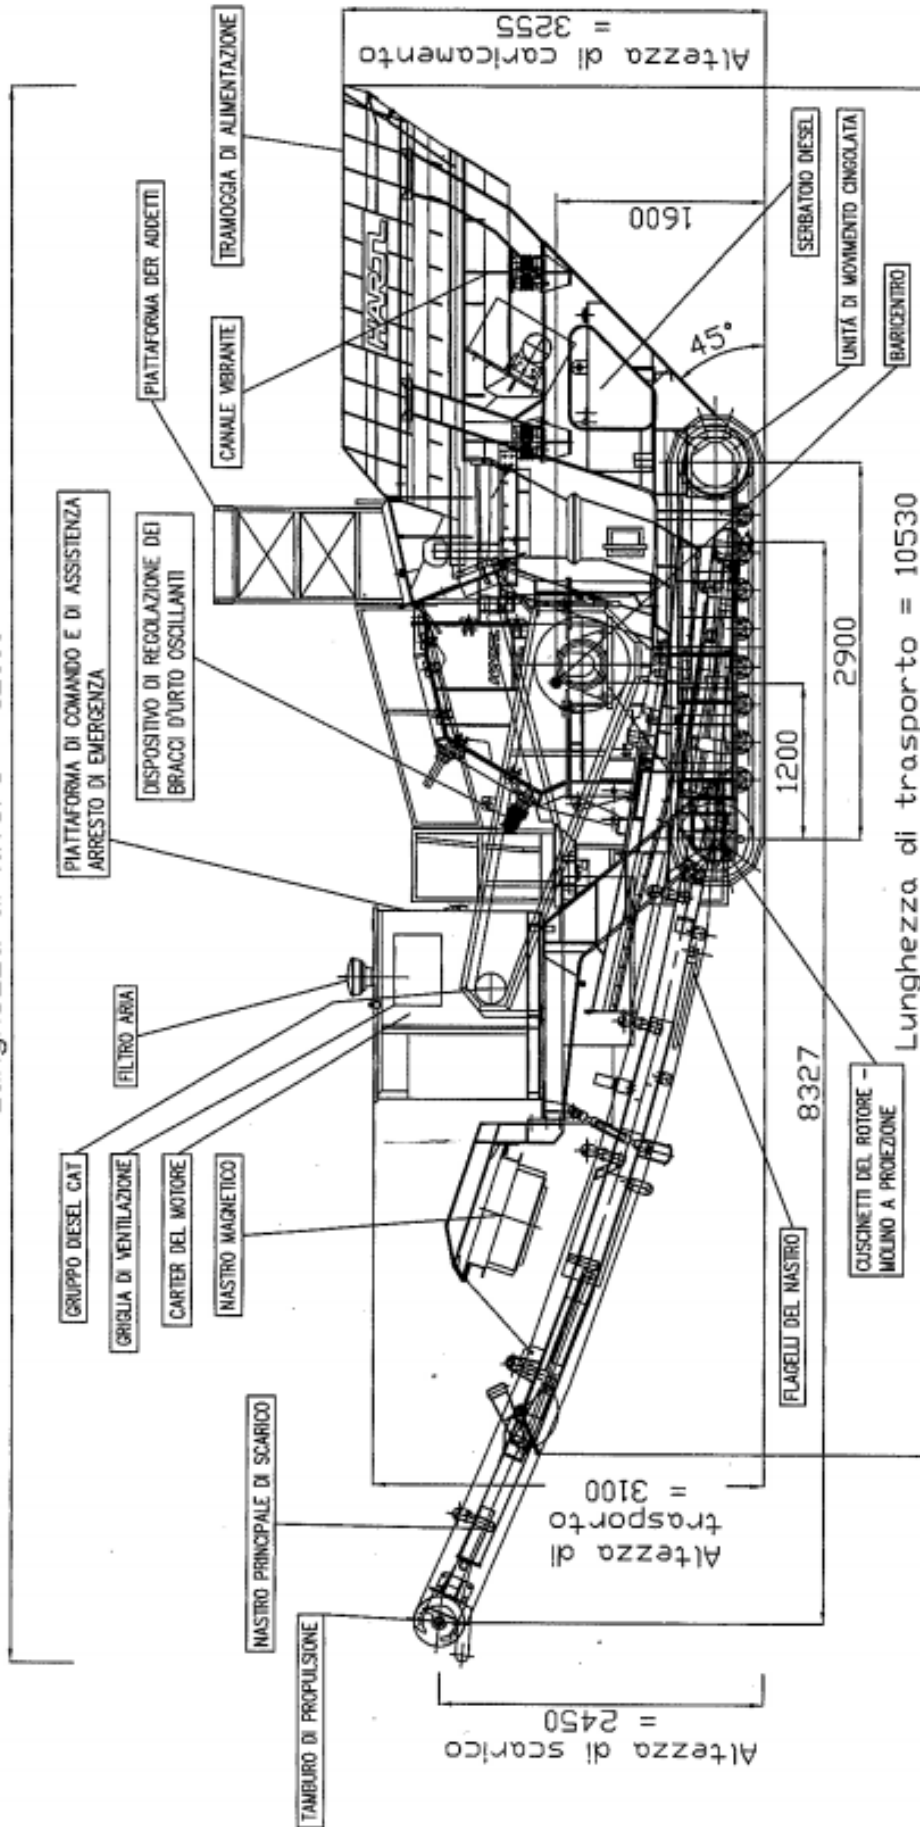 TAMBURO DI PROPULSIONE
NASTRO PRINCIPALE DI SCARICO
GRUPPO DIESEL CAT
GRIGLIA DI VENTILAZIONE
CARTER DEL MOTORE
NASTRO MAGNETICO
FILTRO ARIA
PIATTAFORMA DI COMANDO E DI ASSISTENZA
ARRESTO DI EMERGENZA
DISPOSITIVO DI REGOLAZIONE DEI
BRACCI D'URTO OSCILLANTI
PIATTAFORMA PER ADDETTI
CANALE VIBRANTE
TRAMOGGIA DI ALIMENTAZIONE
HARTL
Altezza di scarico
= 2450
Altezza di
trasporto
= 3100
Altezza di caricamento
= 3255
1600
45°
SERBATOIO DIESEL
UNITÁ DI MOVIMENTO CINGOLATA
BARICENTRO
FLAGELLI DEL NASTRO
CUSCINETTI DEL ROTORE -
MOLINO A PROIEZIONE
1200
2900
8327
Lunghezza di trasporto = 10530